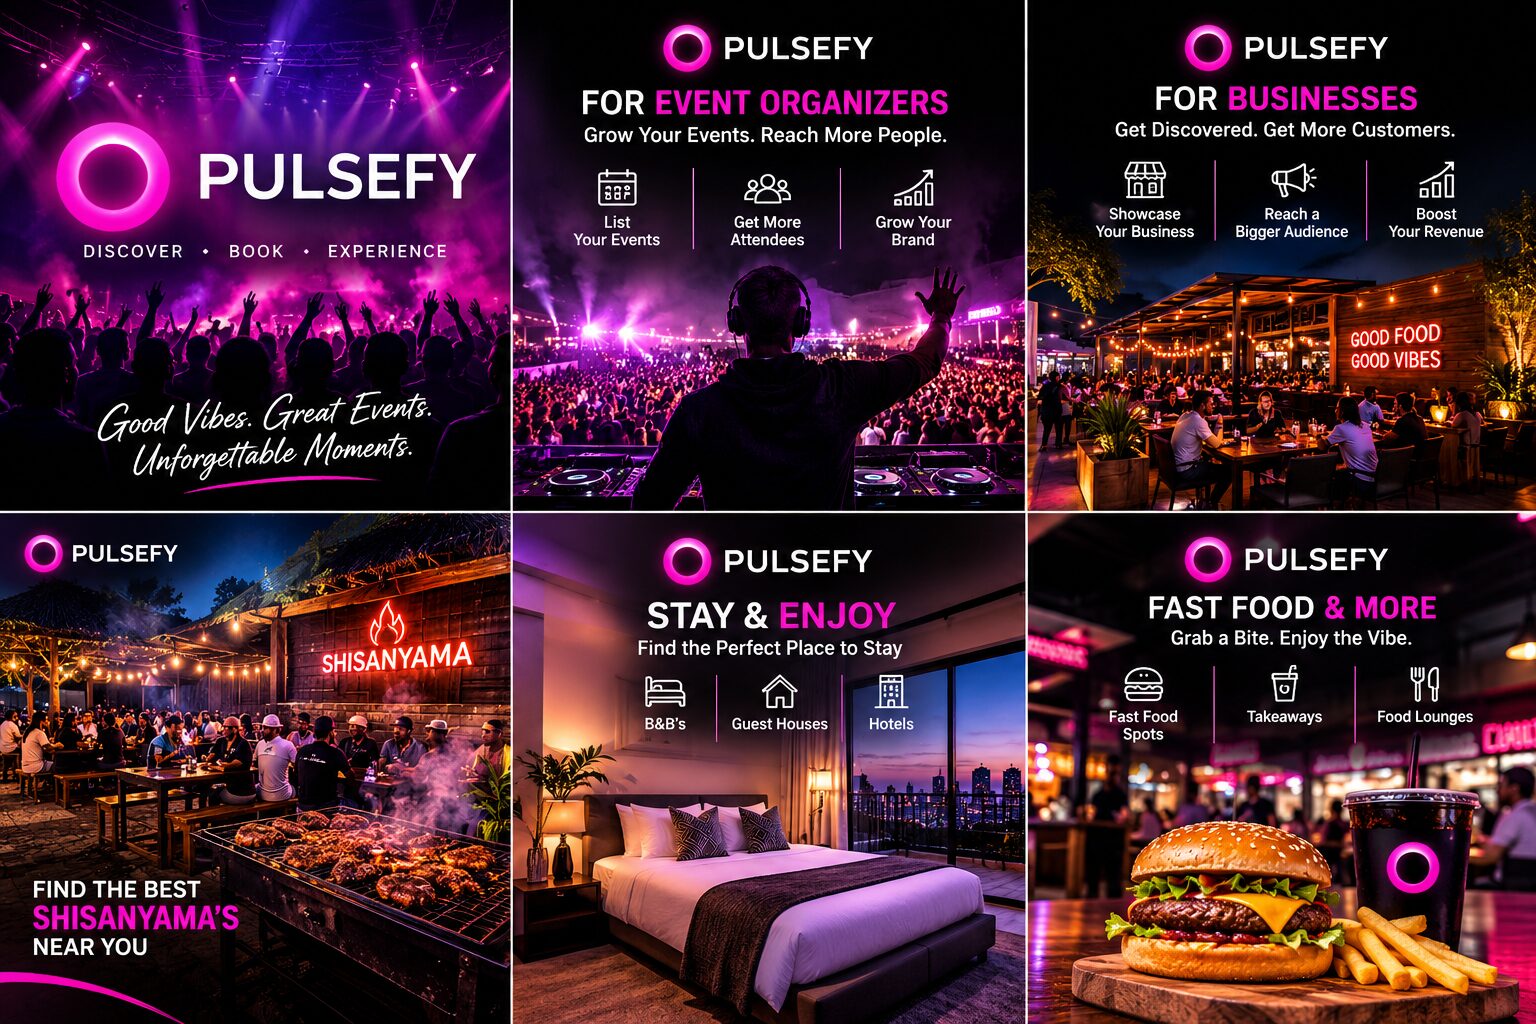 PULSEFY
DISCOVER • BOOK • EXPERIENCE
Good Vibes. Great Events.
Unforgettable Moments.
PULSEFY
FOR EVENT ORGANIZERS
Grow Your Events. Reach More People.
List
Your Events
Get More
Attendees
Grow Your
Brand
PULSEFY
FOR BUSINESSES
Get Discovered. Get More Customers.
Showcase
Your Business
Reach a
Bigger Audience
Boost
Your Revenue
GOOD FOOD
GOOD VIBES
PULSEFY
SHISANYAMA
FIND THE BEST
SHISANYAMA'S
NEAR YOU
PULSEFY
STAY & ENJOY
Find the Perfect Place to Stay
B&B's
Guest Houses
Hotels
PULSEFY
FAST FOOD & MORE
Grab a Bite. Enjoy the Vibe.
Fast Food
Spots
Takeaways
Food Lounges